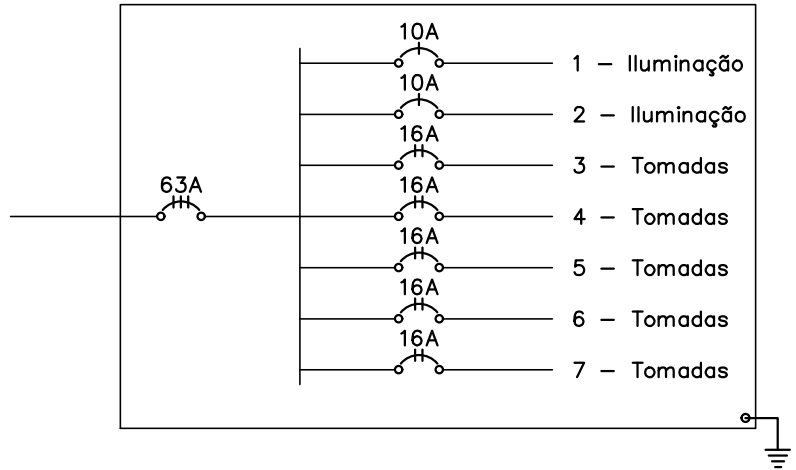 10A
1 - Iluminação
10A
2 - Iluminação
16A
3 - Tomadas
63A
16A
4 - Tomadas
16A
5 - Tomadas
16A
6 - Tomadas
16A
7 - Tomadas